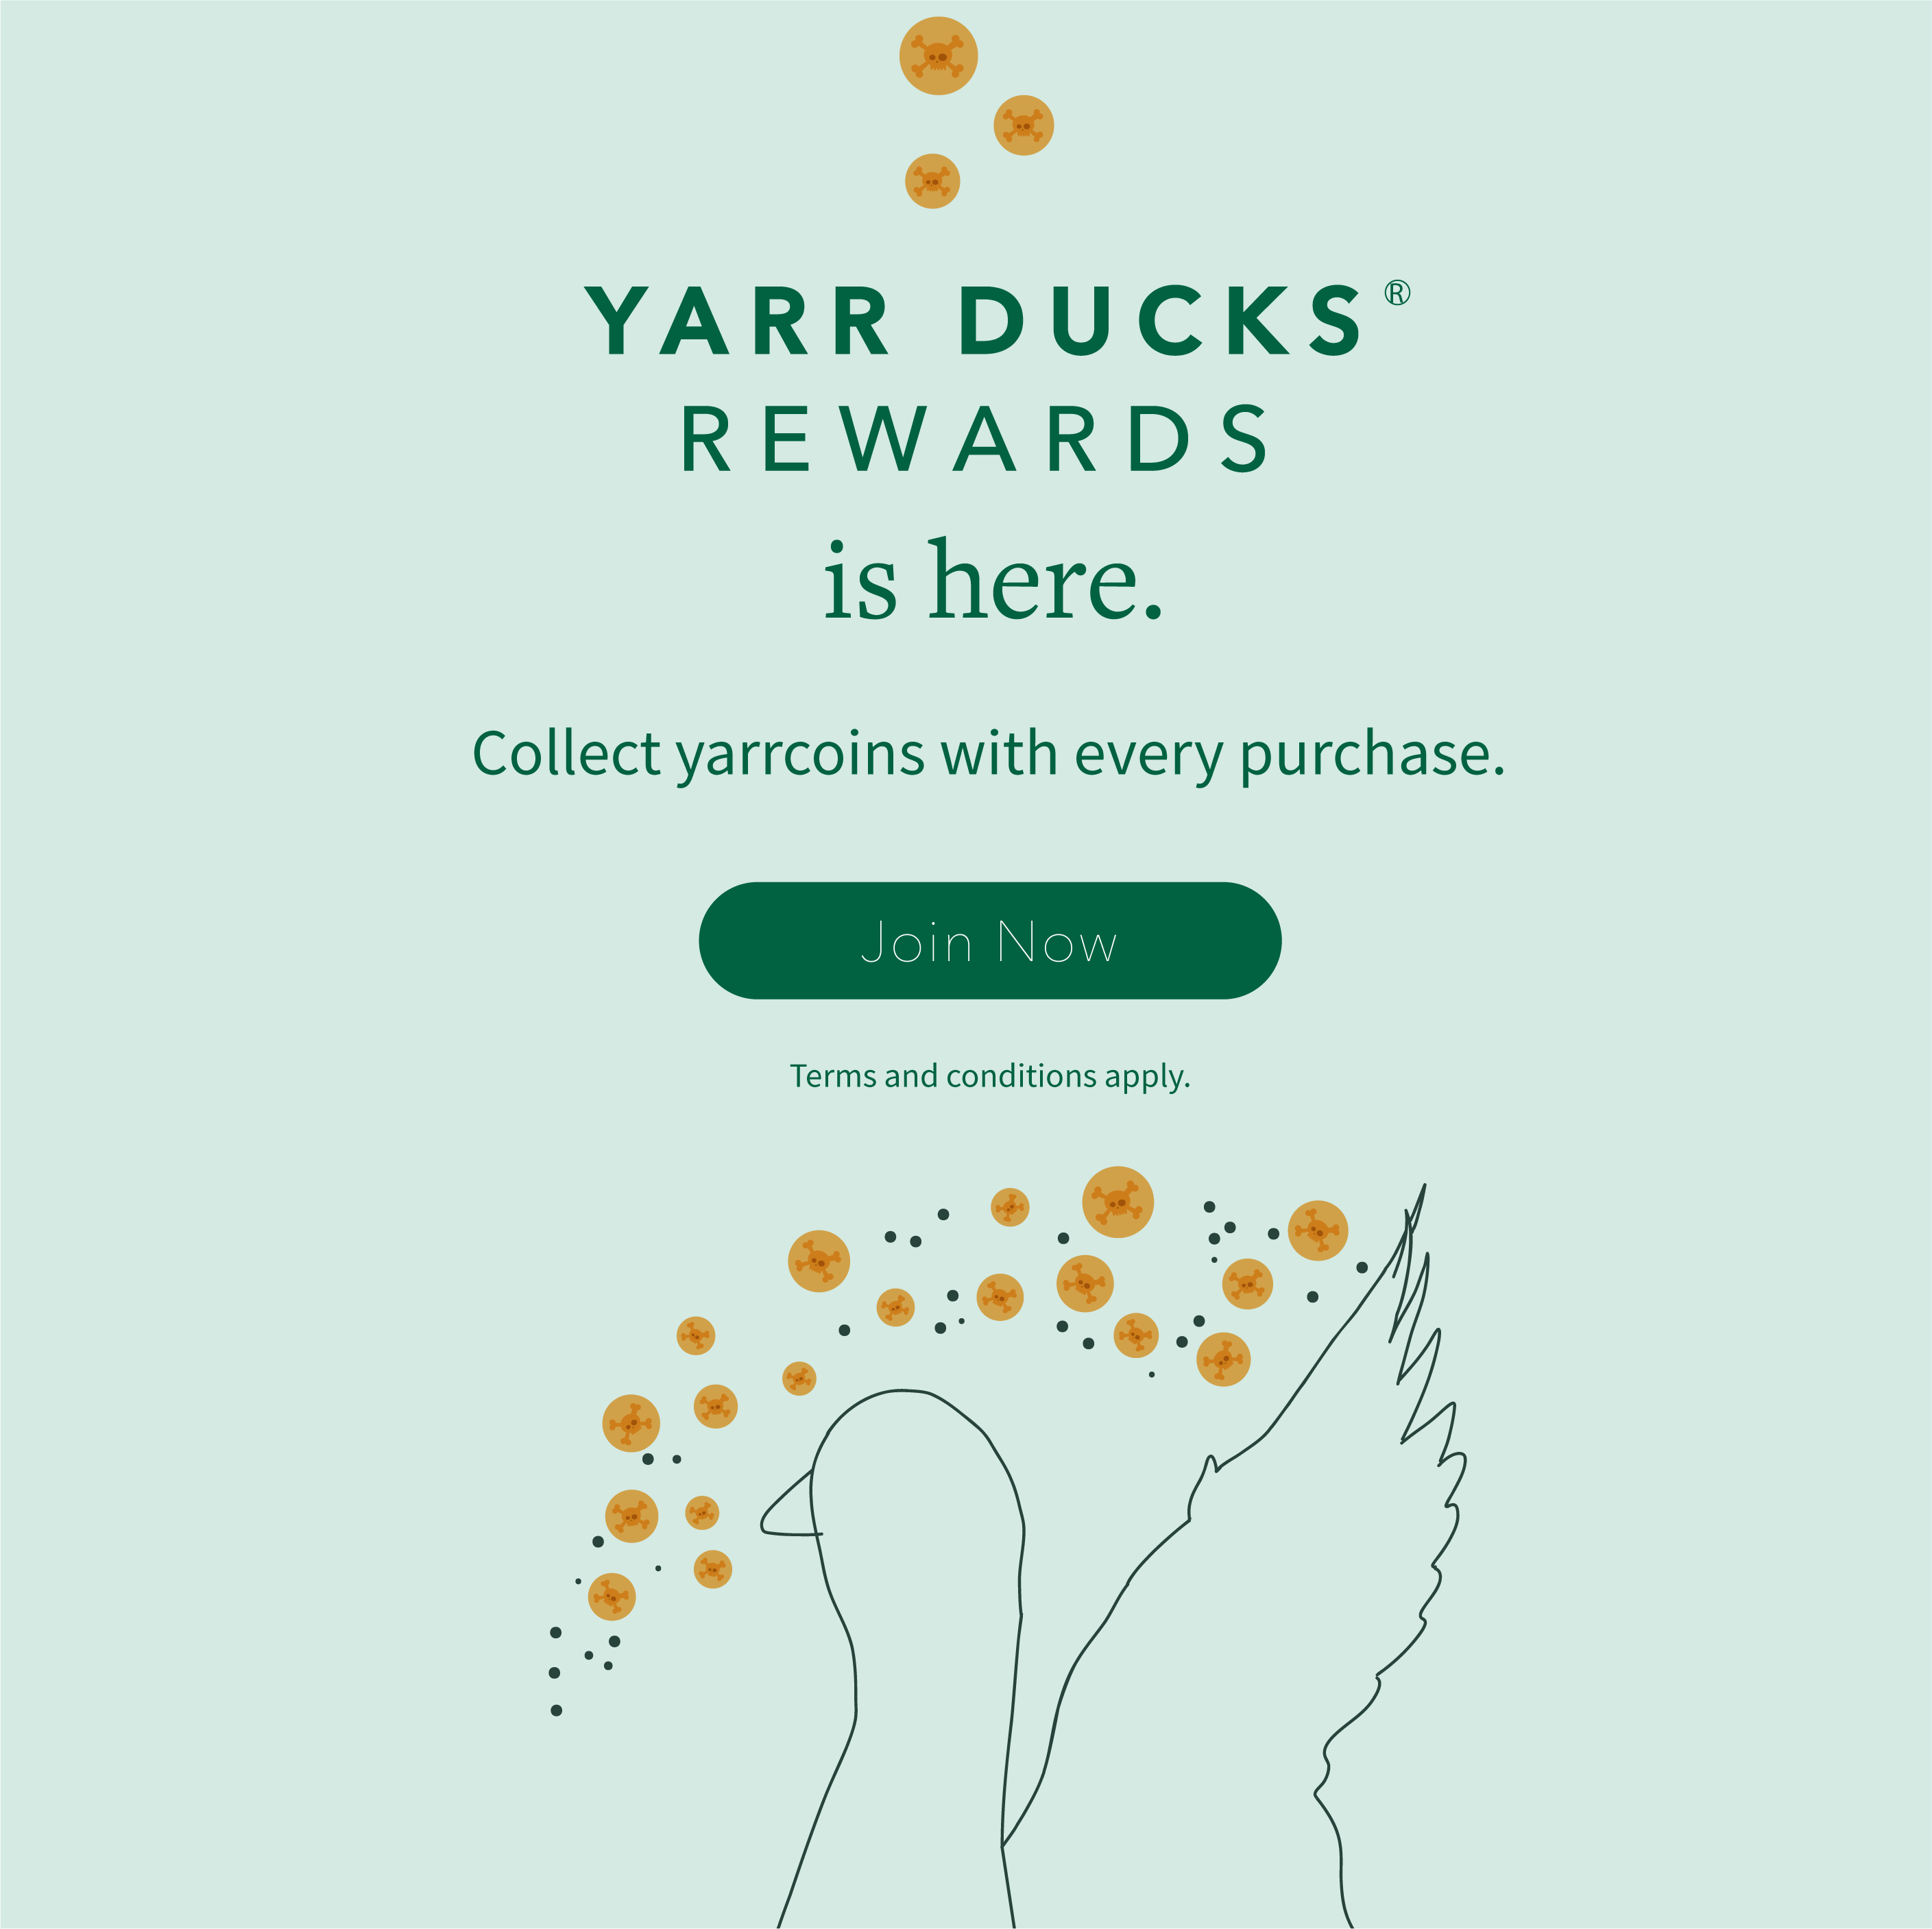 YARR DUCKS®
REWARDS
is here.
Collect yarrcoins with every purchase.
Join Now
Terms and conditions apply.